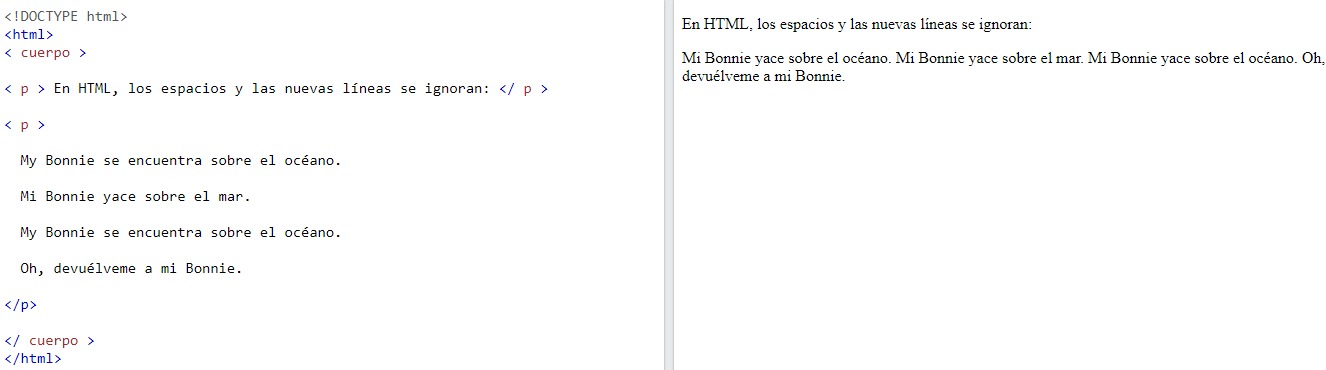 <!DOCTYPE html>
<html>
< cuerpo >
< p > En HTML, los espacios y las nuevas líneas se ignoran: </ p >
< p >
My Bonnie se encuentra sobre el océano.
Mi Bonnie yace sobre el mar.
My Bonnie se encuentra sobre el océano.
Oh, devuélveme a mi Bonnie.
</p>
</ cuerpo >
</html>
En HTML, los espacios y las nuevas líneas se ignoran:
Mi Bonnie yace sobre el océano. Mi Bonnie yace sobre el mar. Mi Bonnie yace sobre el océano. Oh,
devuélveme a mi Bonnie.